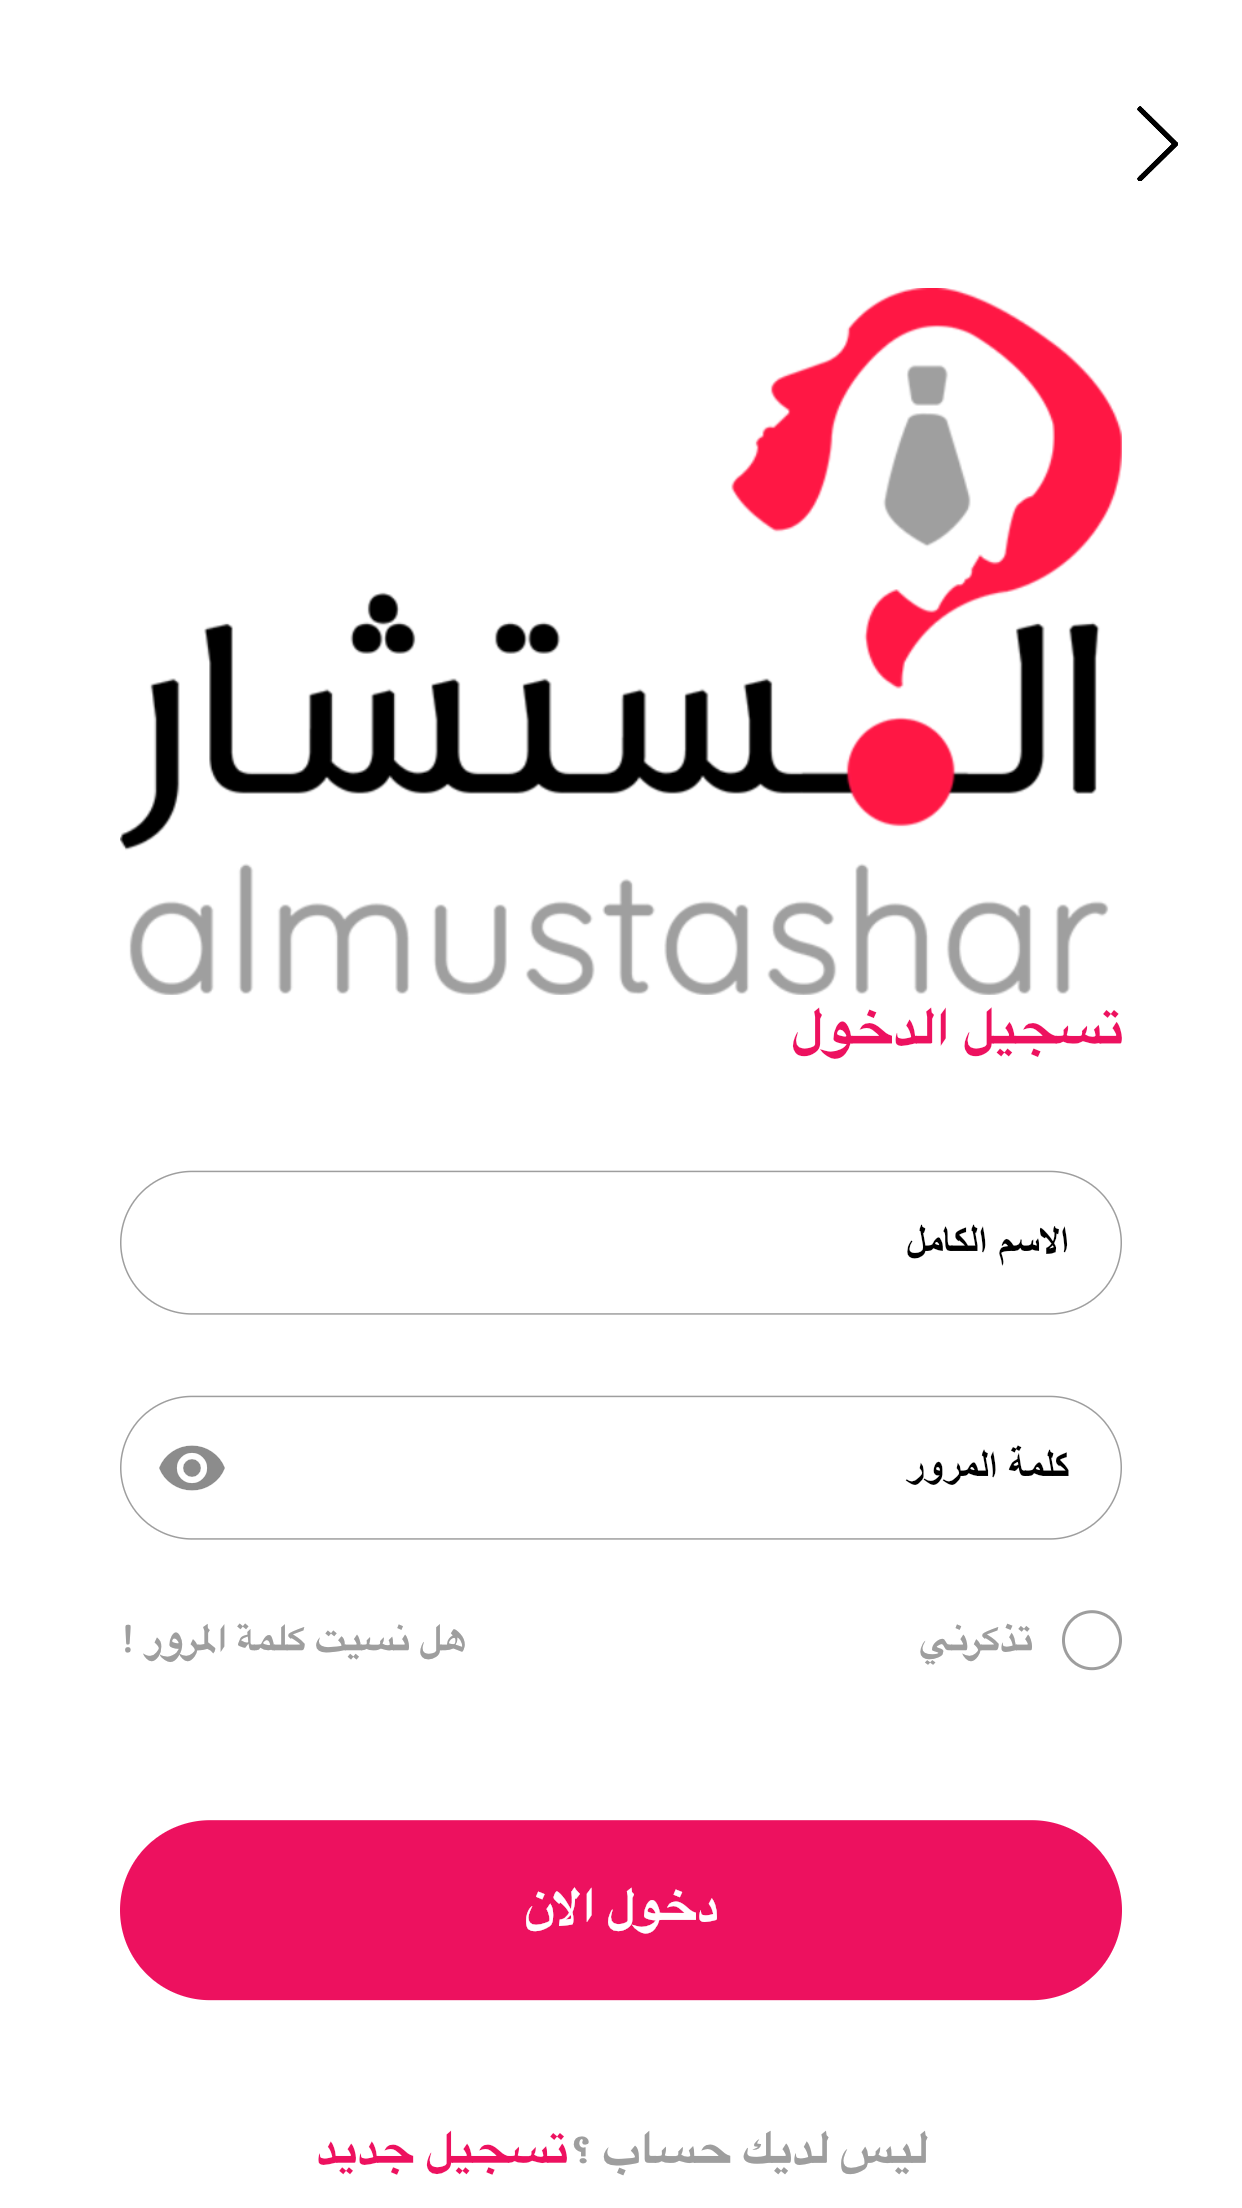 المستشار
almustashar
تسجيل الدخول
الاسم الكامل
كلمة المرور
تذكرني
هل نسيت كلمة المرور !
دخول الان
ليس لديك حساب ؟ تسجيل جديد